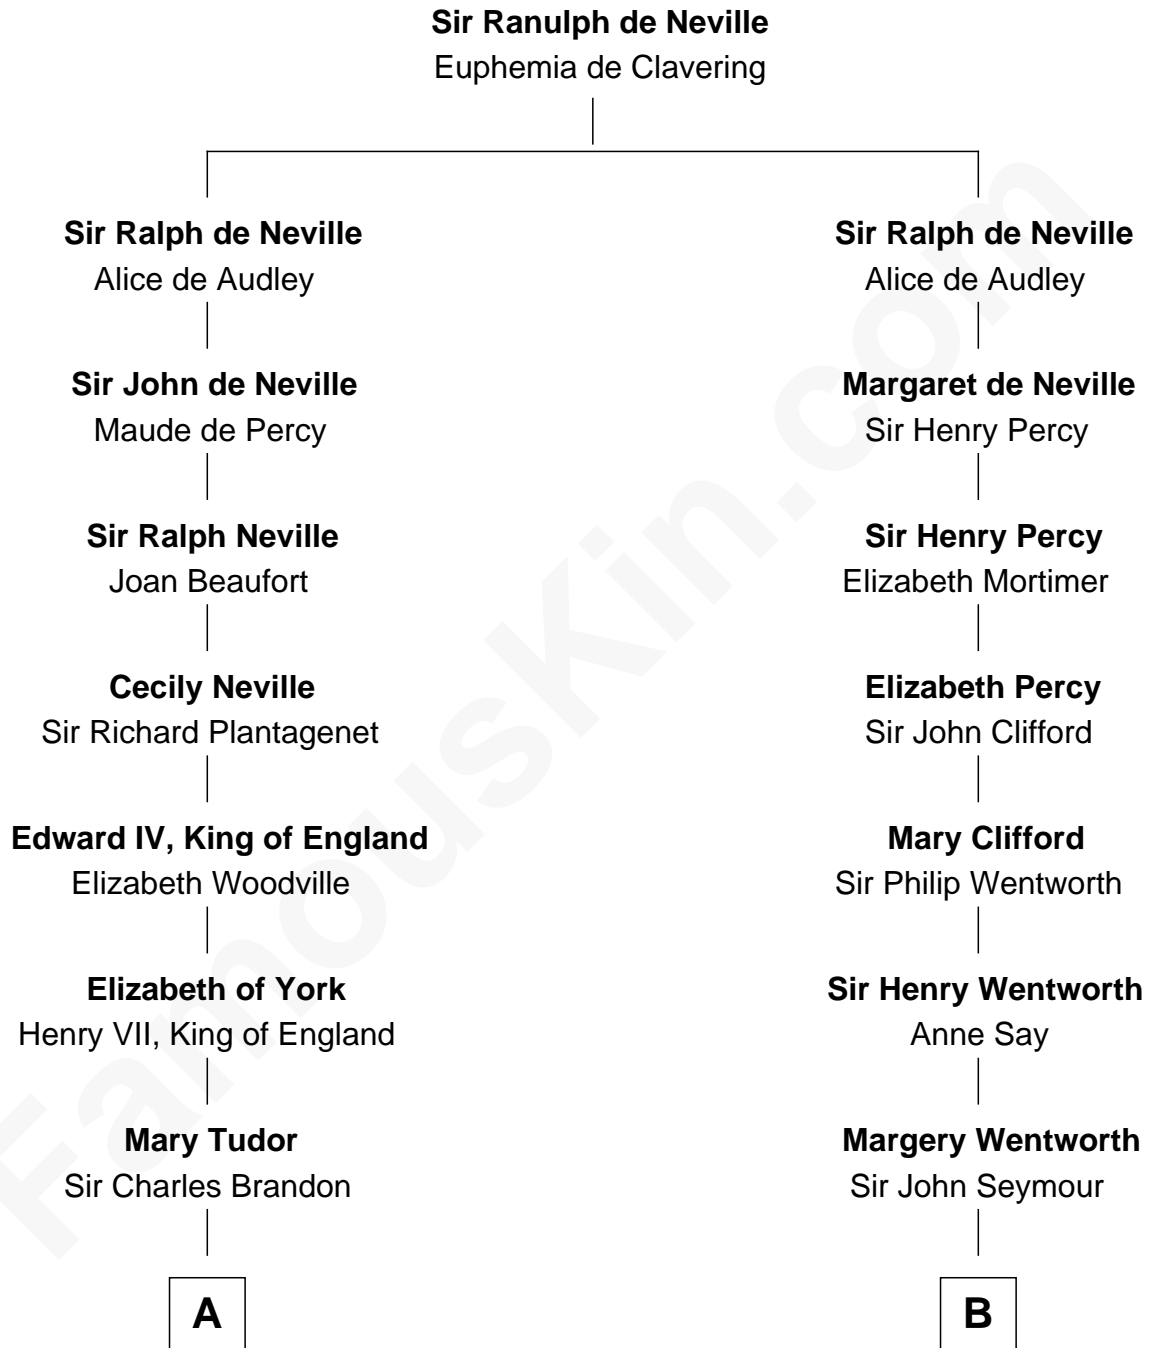 Sir Ranulph de Neville
Euphemia de Clavering
Sir Ralph de Neville
Alice de Audley
Sir John de Neville
Maude de Percy
Sir Ralph Neville
Joan Beaufort
Cecily Neville
Sir Richard Plantagenet
Edward IV, King of England
Elizabeth Woodville
Elizabeth of York
Henry VII, King of England
Mary Tudor
Sir Charles Brandon
A
Sir Ralph de Neville
Alice de Audley
Margaret de Neville
Sir Henry Percy
Sir Henry Percy
Elizabeth Mortimer
Elizabeth Percy
Sir John Clifford
Mary Clifford
Sir Philip Wentworth
Sir Henry Wentworth
Anne Say
Margery Wentworth
Sir John Seymour
B
FamousKin.com